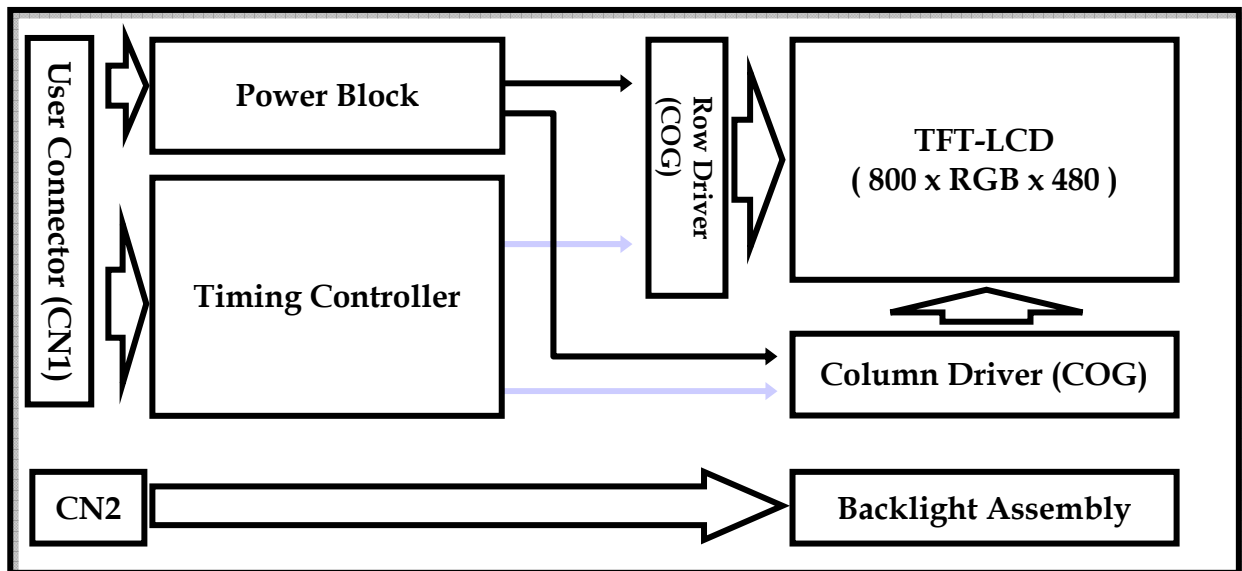 User Connector (CN1)
Power Block
Timing Controller
Row Driver
(COG)
TFT-LCD
( 800 x RGB x 480 )
Column Driver (COG)
CN2
Backlight Assembly